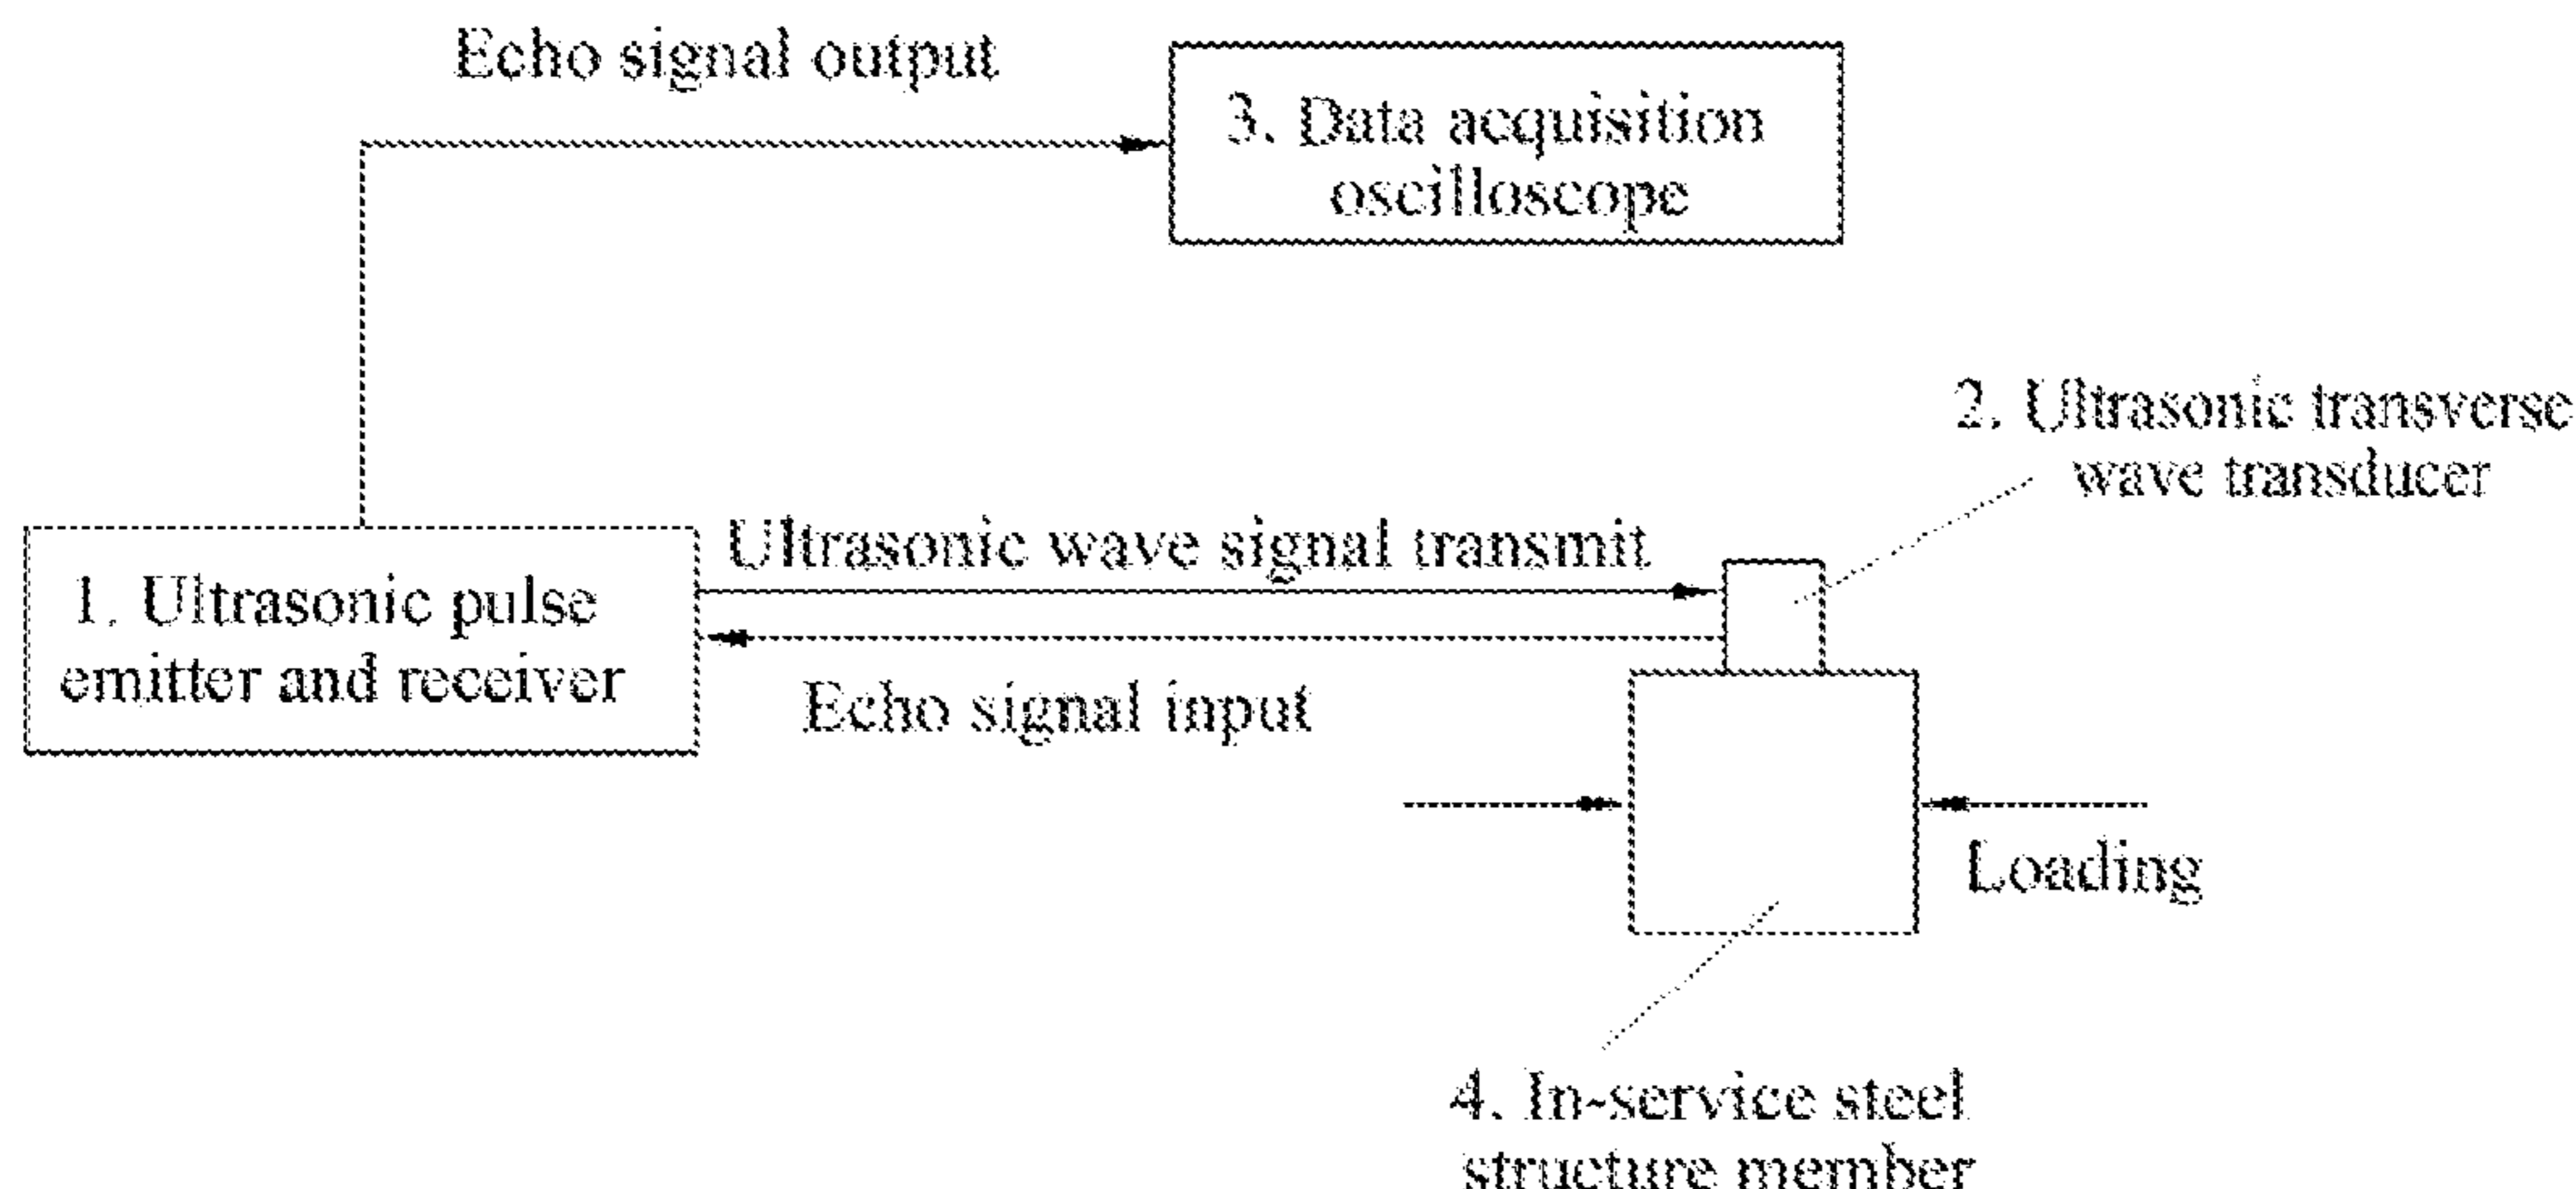 Echo signal output
3. Data acquisition
oscilloscope
2. Ultrasonic transverse
wave transducer
Ultrasonic wave signal transmit
1. Ultrasonic pulse
emitter and receiver
Echo signal input
Loading
4. In-service steel
structure member